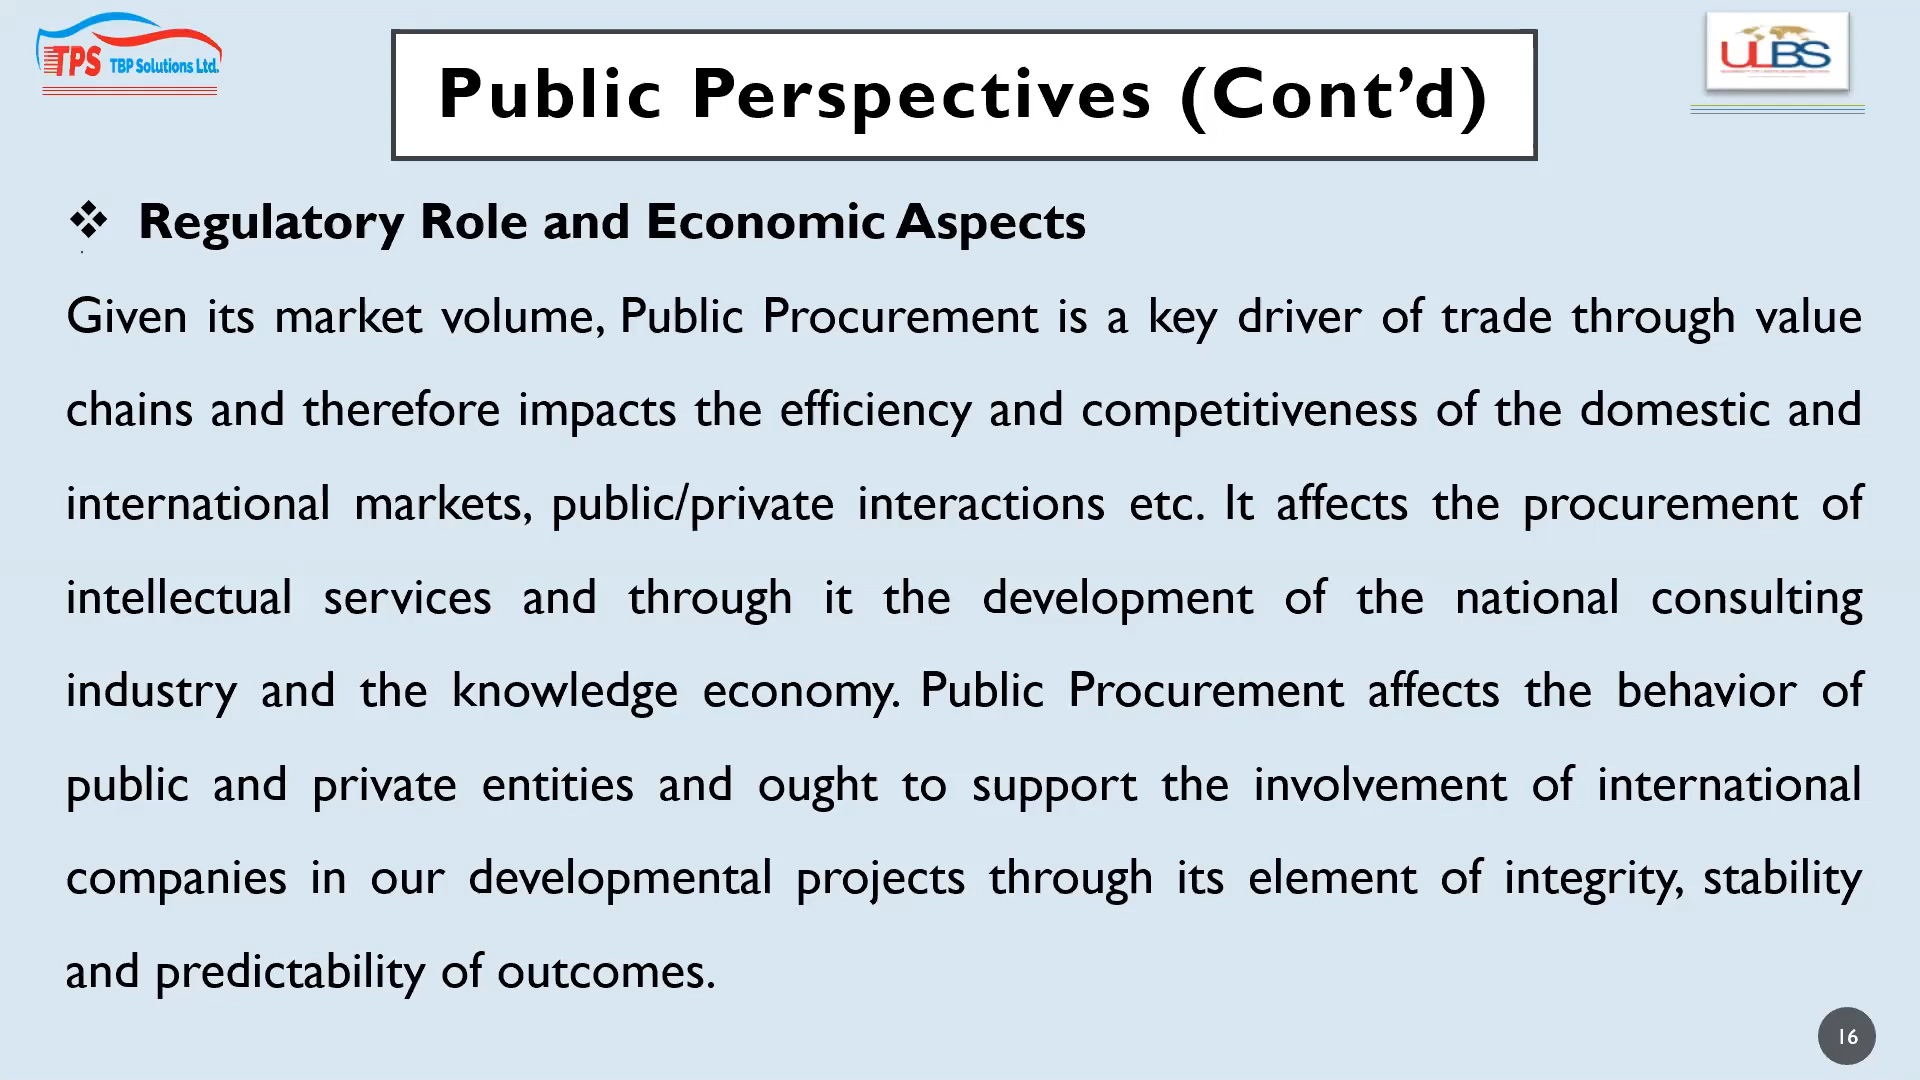 TPS TBP Solutions Ltd.
ULBS
Public Perspectives (Cont’d)
❖ Regulatory Role and Economic Aspects
Given its market volume, Public Procurement is a key driver of trade through value
chains and therefore impacts the efficiency and competitiveness of the domestic and
international markets, public/private interactions etc. It affects the procurement of
intellectual services and through it the development of the national consulting
industry and the knowledge economy. Public Procurement affects the behavior of
public and private entities and ought to support the involvement of international
companies in our developmental projects through its element of integrity, stability
and predictability of outcomes.
16